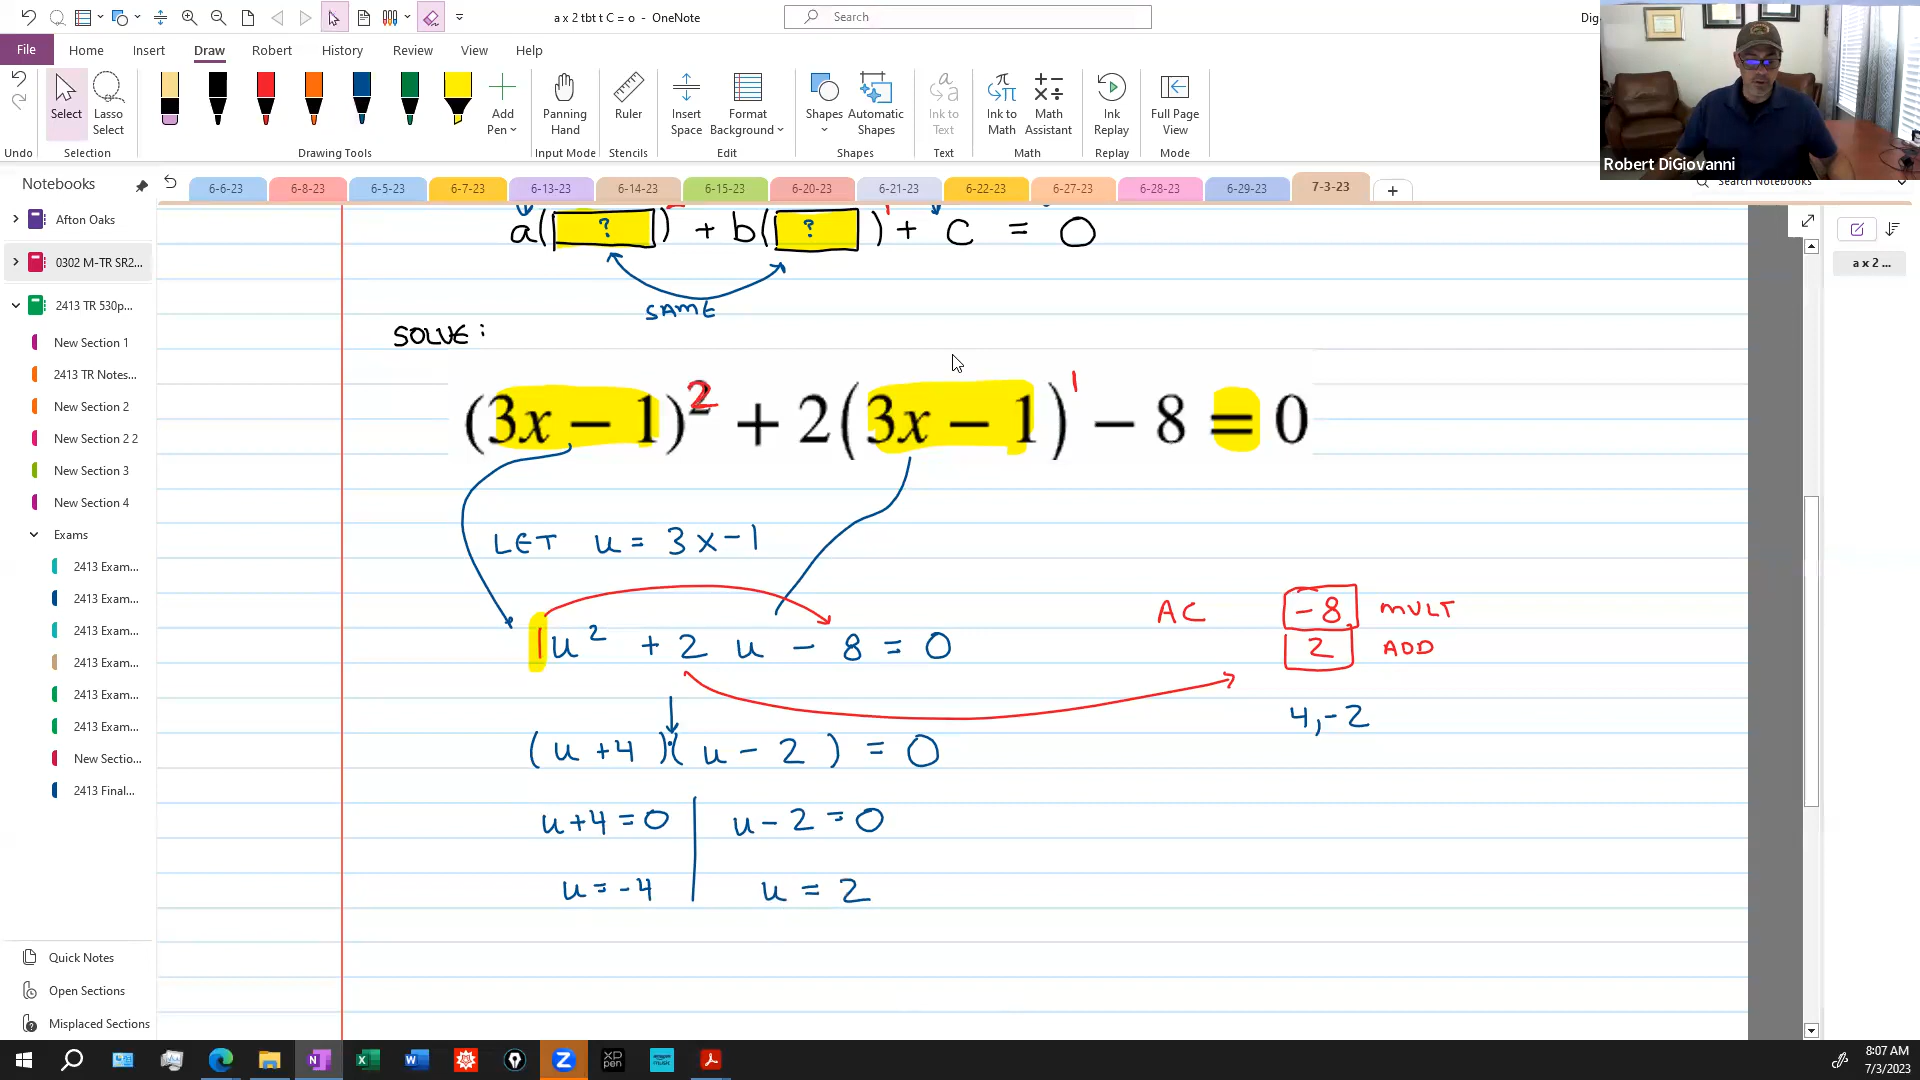 a x 2 tbt t C = o - OneNote
Search
Dig
File
Home
Insert
Draw
Robert
History
Review
View
Help
Undo
Select
Lasso Select
Selection
Drawing Tools
Add Pen
Panning Hand
Input Mode
Ruler
Stencils
Insert Space
Format Background
Edit
Shapes
Automatic Shapes
Shapes
Ink to Text
Text
Ink to Math
Math Assistant
Math
Ink Replay
Replay
Full Page View
Mode
Robert DiGiovanni
Notebooks
6-6-23
6-8-23
6-5-23
6-7-23
6-13-23
6-14-23
6-15-23
6-20-23
6-21-23
6-22-23
6-27-23
6-28-23
6-29-23
7-3-23
+
Search Notebooks
Afton Oaks
0302 M-TR SR2...
2413 TR 530p...
New Section 1
2413 TR Notes...
New Section 2
New Section 2 2
New Section 3
New Section 4
Exams
2413 Exam...
2413 Exam...
2413 Exam...
2413 Exam...
2413 Exam...
2413 Exam...
New Sectio...
2413 Final...
Quick Notes
Open Sections
Misplaced Sections
a x 2 ...
a( ? )² + b( ? )¹ + c = 0
SAME
SOLVE:
(3x − 1)² + 2(3x − 1)¹ − 8 = 0
LET u = 3x-1
AC -8 MULT
1u² + 2 u - 8 = 0
2 ADD
4,-2
(u+4)·(u-2) = 0
u+4=0 u-2=0
u=-4 u=2
XP
pen
amazon music
8:07 AM
7/3/2023